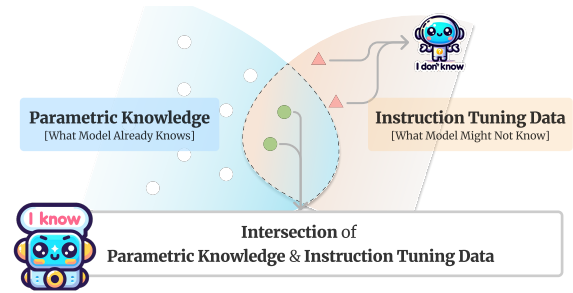 I don't know
Parametric Knowledge
[What Model Already Knows]
Instruction Tuning Data
[What Model Might Not Know]
I know
Intersection of
Parametric Knowledge & Instruction Tuning Data